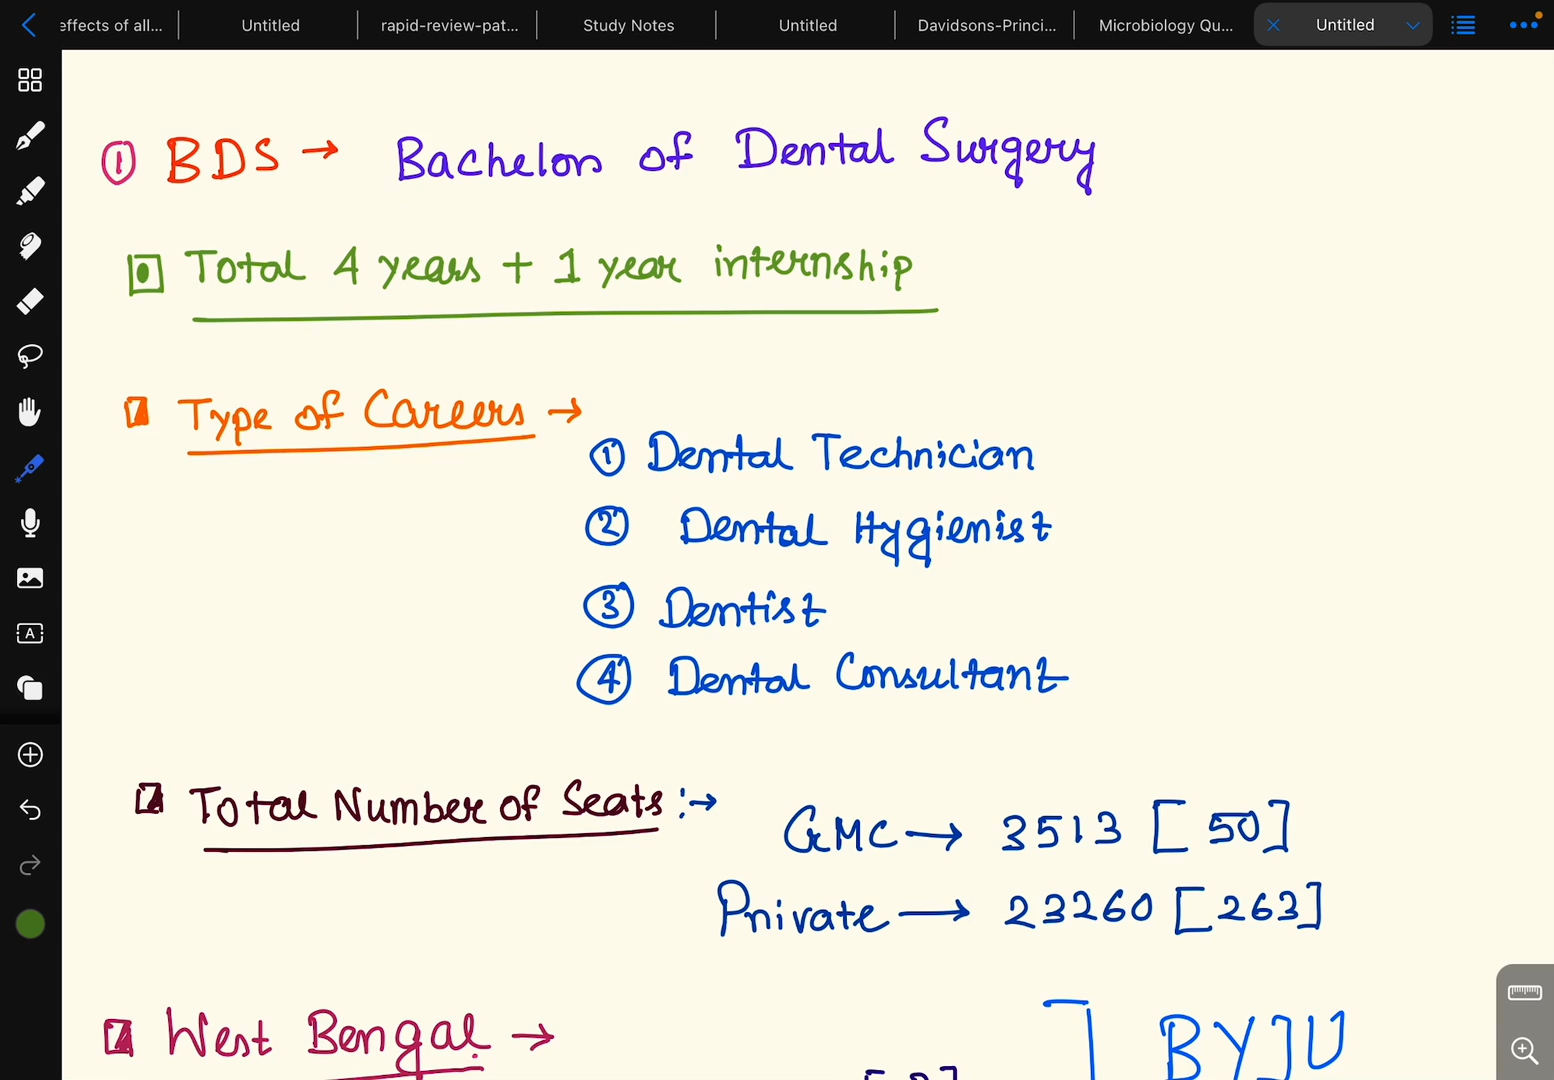 effects of all... Untitled rapid-review-pat... Study Notes Untitled Davidsons-Princi... Microbiology Qu... Untitled
① BDS → Bachelors of Dental Surgery
Total 4 years + 1 year internship
Type of Careers →
① Dental Technician
② Dental Hygienist
③ Dentist
④ Dental Consultant
Total Number of Seats :→
GMC → 3513 [50]
Private → 23260 [263]
West Bengal →
] BYJU